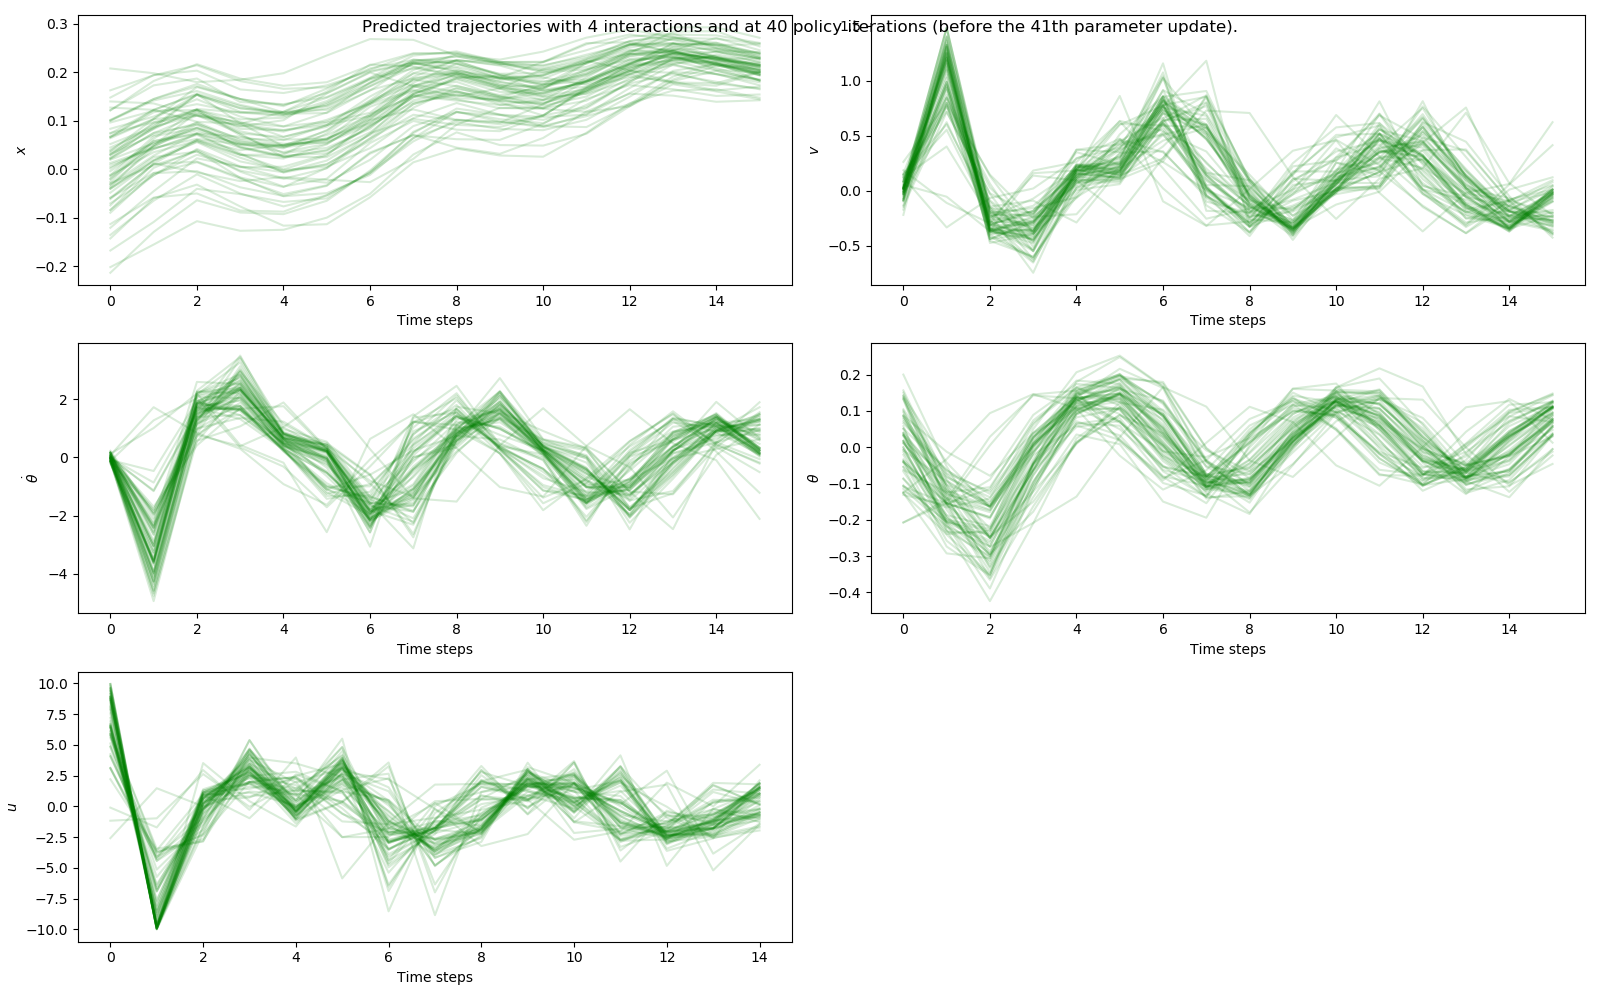 Predicted trajectories with 4 interactions and at 40 policy iterations (before the 41th parameter update).
0.3
0.2
0.1
0.0
−0.1
−0.2
x
0 2 4 6 8 10 12 14
Time steps
1.5
1.0
0.5
0.0
−0.5
v
0 2 4 6 8 10 12 14
Time steps
2
0
−2
−4
θ̇
0 2 4 6 8 10 12 14
Time steps
0.2
0.1
0.0
−0.1
−0.2
−0.3
−0.4
θ
0 2 4 6 8 10 12 14
Time steps
10.0
7.5
5.0
2.5
0.0
−2.5
−5.0
−7.5
−10.0
u
0 2 4 6 8 10 12 14
Time steps